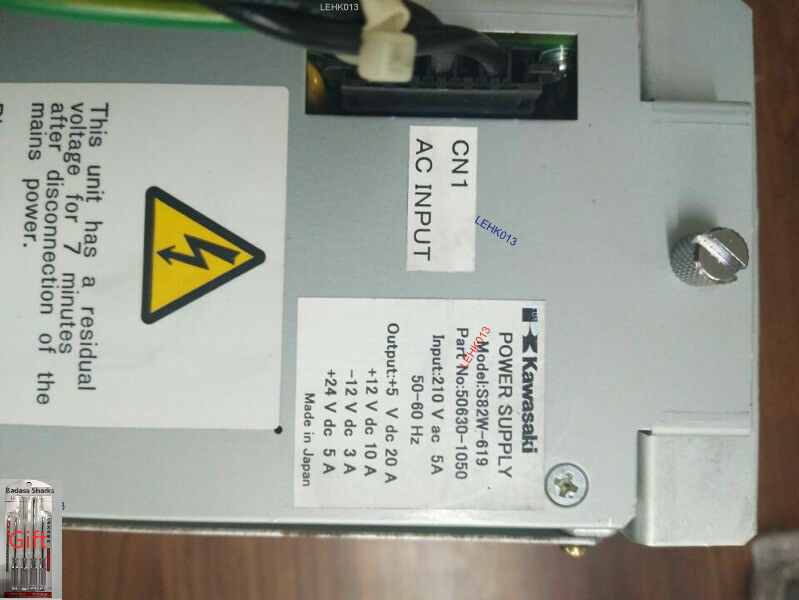 LEHK013
This unit has a residual
voltage for 7 minutes
after disconnection of the
mains power.
CN1
AC INPUT
LEHK013
Kawasaki
POWER SUPPLY
Model:S82W-619
Part No:50630-1050
Input:210 V ac 5A
50-60 Hz
Output:+5 V dc 20 A
+12 V dc 10 A
-12 V dc 3 A
+24 V dc 5 A
Made in Japan
LEHK013
Badass Sharks
Gift